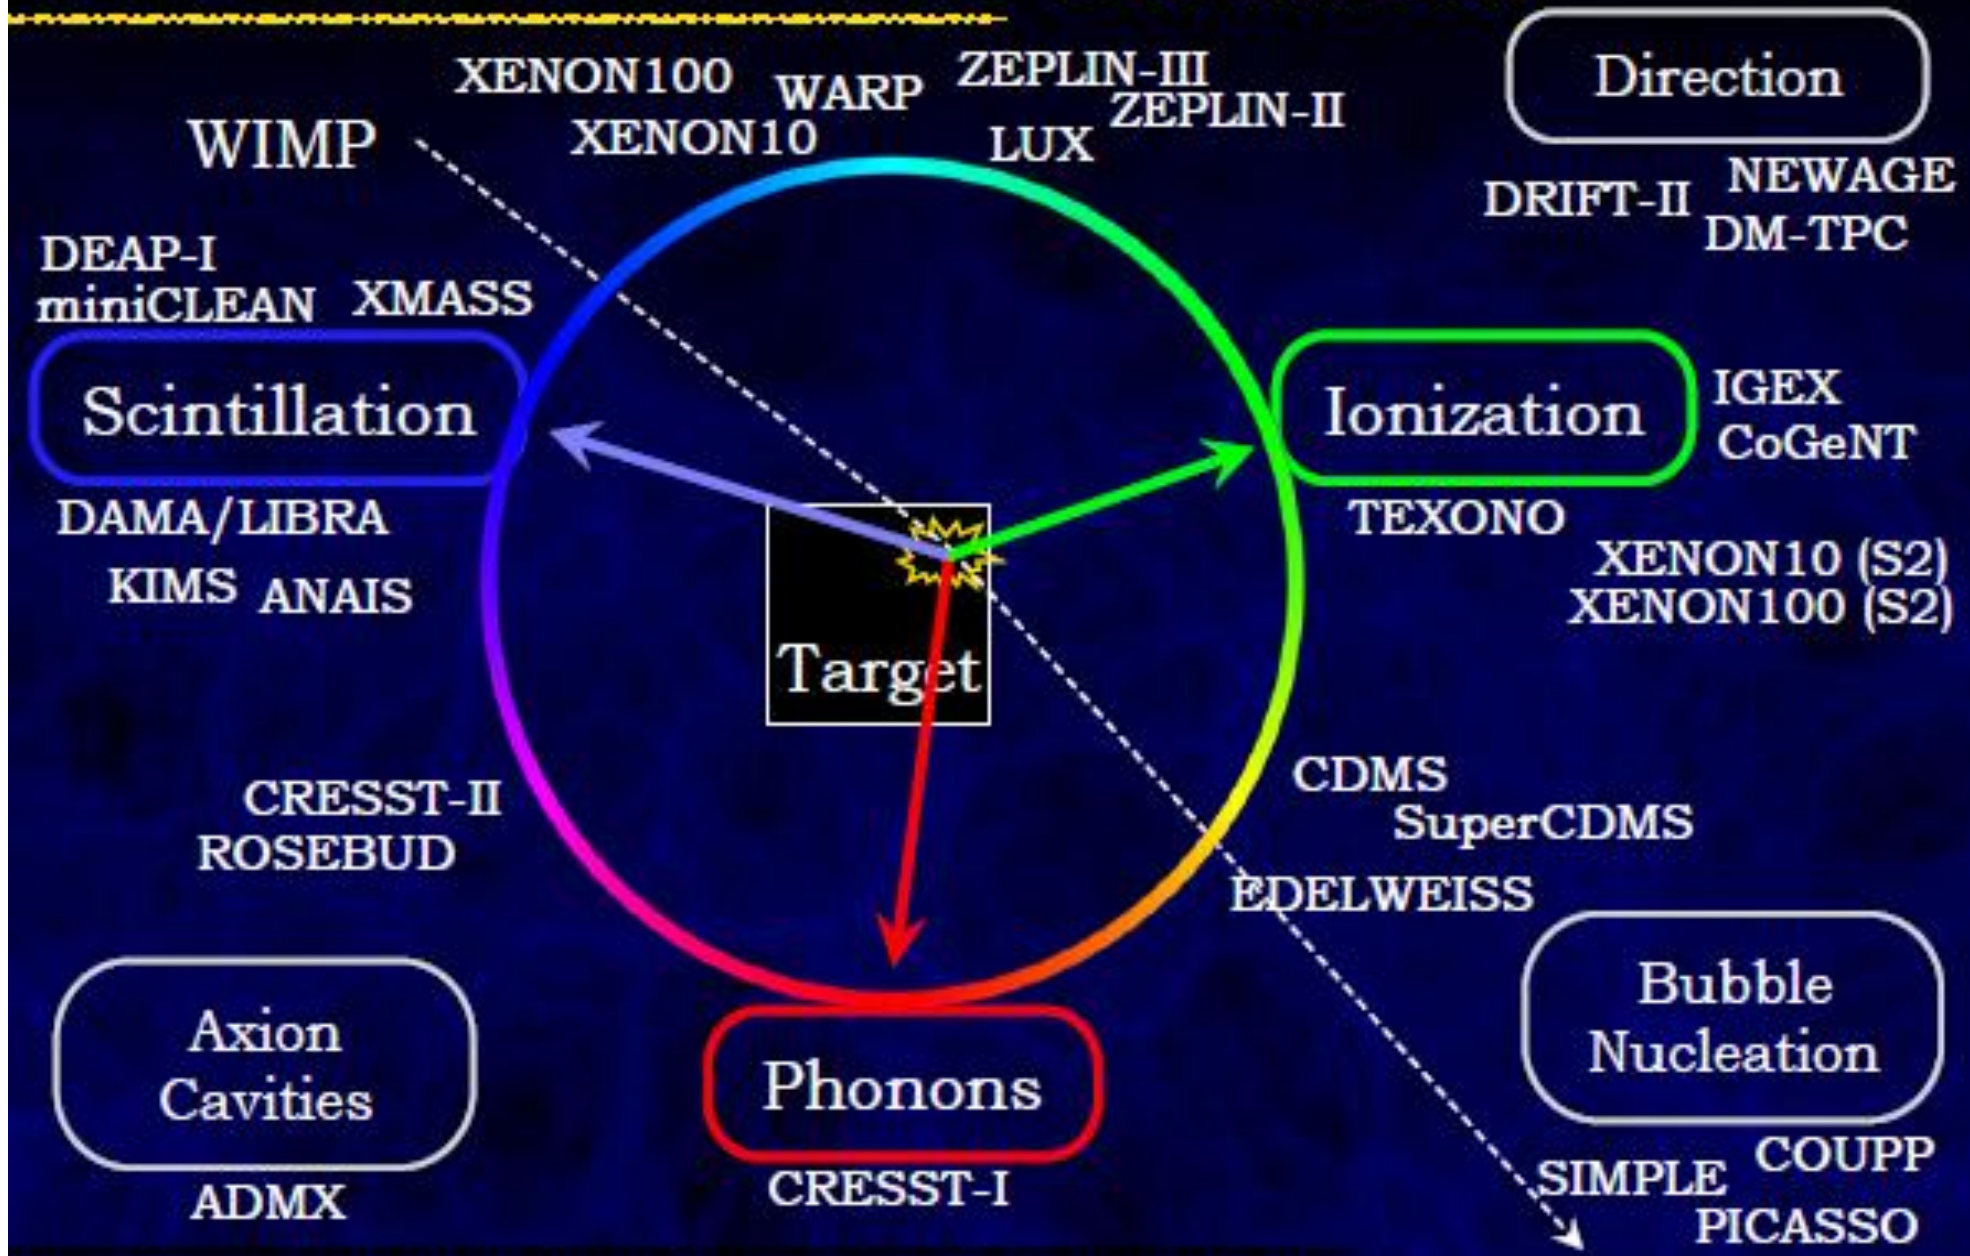 XENON100
WARP
ZEPLIN-III
ZEPLIN-II
XENON10
LUX
WIMP
Direction
NEWAGE
DRIFT-II
DM-TPC
DEAP-I
miniCLEAN
XMASS
Scintillation
DAMA/LIBRA
KIMS
ANAIS
Ionization
IGEX
CoGeNT
TEXONO
XENON10 (S2)
XENON100 (S2)
Target
CRESST-II
ROSEBUD
CDMS
SuperCDMS
EDELWEISS
Axion
Cavities
ADMX
Phonons
CRESST-I
Bubble
Nucleation
COUPP
SIMPLE
PICASSO